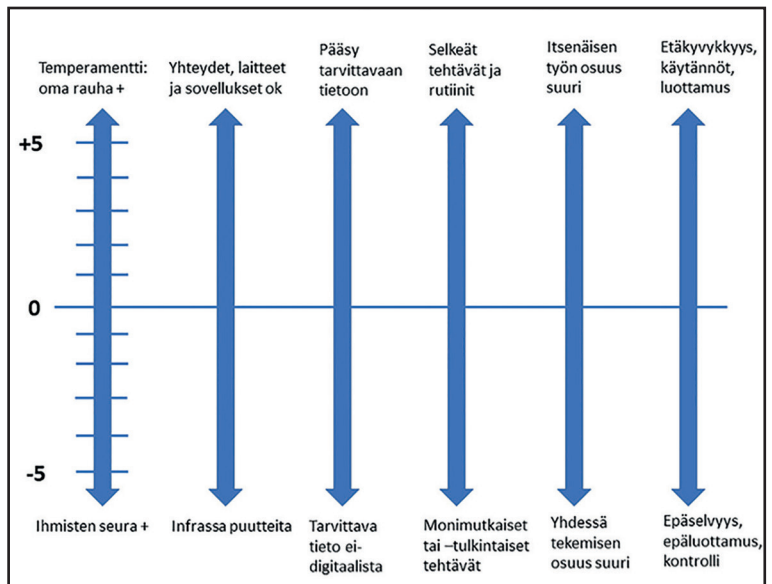 Temperamentti:
oma rauha +
Yhteydet, laitteet
ja sovellukset ok
Pääsy
tarvittavaan
tietoon
Selkeät
tehtävät ja
rutiinit
Itsenäisen
työn osuus
suuri
Etäkyvykkyys,
käytännöt,
luottamus
+5
0
-5
Ihmisten seura +
Infrassa puutteita
Tarvittava
tieto ei-
digitaalista
Monimutkaiset
tai –tulkintaiset
tehtävät
Yhdessä
tekemisen
osuus suuri
Epäselvyys,
epäluottamus,
kontrolli